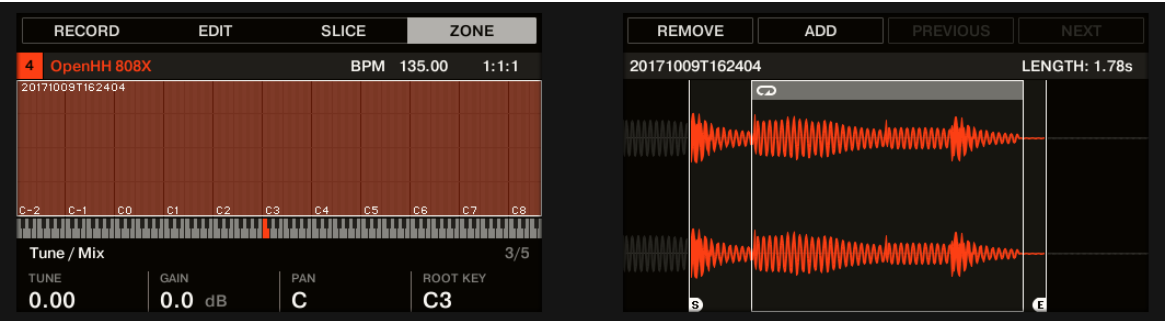 RECORD EDIT SLICE ZONE
4 OpenHH 808X BPM 135.00 1:1:1
20171009T162404
C-2 C-1 C0 C1 C2 C3 C4 C5 C6 C7 C8
Tune / Mix 3/5
TUNE GAIN PAN ROOT KEY
0.00 0.0 dB C C3
REMOVE ADD PREVIOUS NEXT
20171009T162404 LENGTH: 1.78s
S E